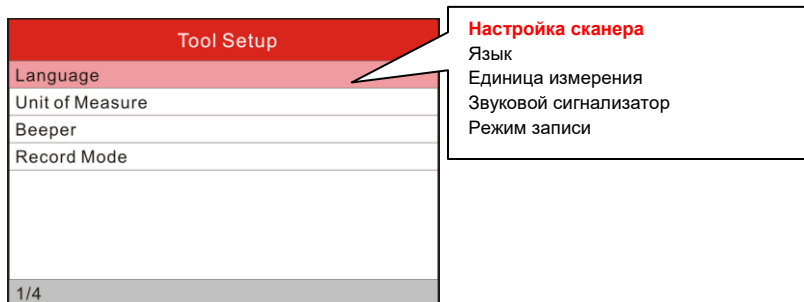 Tool Setup
Language
Unit of Measure
Beeper
Record Mode
1/4
Настройка сканера
Язык
Единица измерения
Звуковой сигнализатор
Режим записи